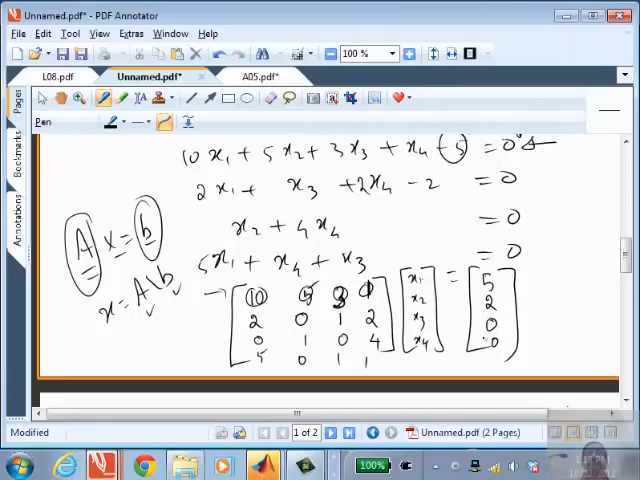 Unnamed.pdf* - PDF Annotator
File Edit Tool View Extras Window Help
100 %
L08.pdf Unnamed.pdf* A05.pdf*
Pen
Pages
Bookmarks
Annotations
10 x₁ + 5 x₂ + 3 x₃ + x₄ - 5 = 0
2 x₁ + x₃ + 2x₄ - 2 = 0
x₂ + 4 x₄ = 0
5x₁ + x₄ + x₃ = 0
A x = b
x = A\b
10 5 3 1 x₁ = 5
2 0 1 2 x₂ 2
0 1 0 4 x₃ 0
5 0 1 1 x₄ 0
Modified 1 of 2 Unnamed.pdf (2 Pages)
100%